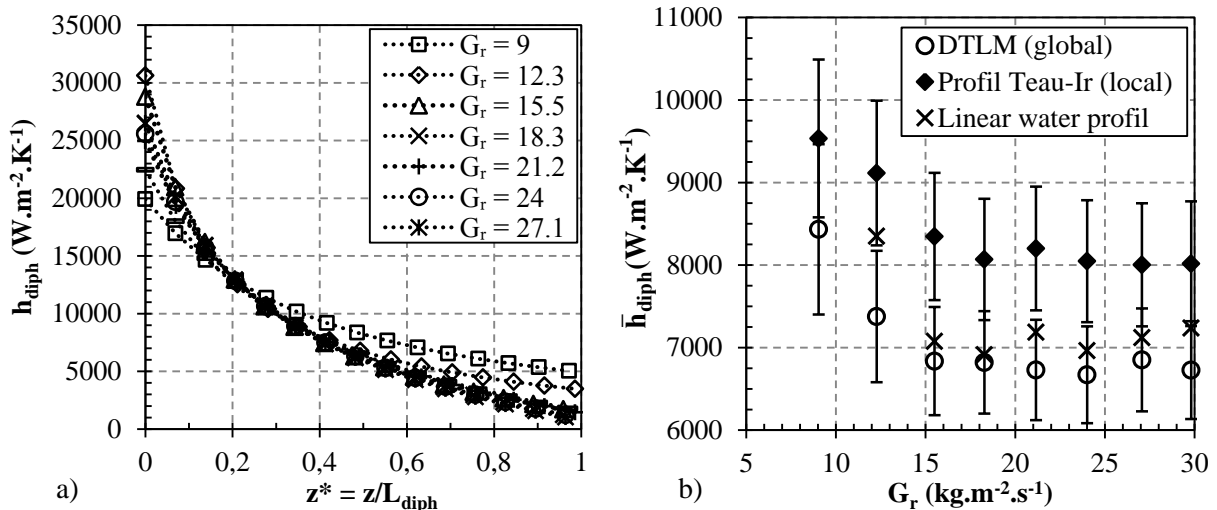 35000
30000
25000
20000
15000
10000
5000
0
h_diph (W.m⁻².K⁻¹)
G_r = 9
G_r = 12.3
G_r = 15.5
G_r = 18.3
G_r = 21.2
G_r = 24
G_r = 27.1
0 0,2 0,4 0,6 0,8 1
a) z* = z/L_diph
11000
10000
9000
8000
7000
6000
h̅_diph(W.m⁻².K⁻¹)
DTLM (global)
Profil Teau-Ir (local)
Linear water profil
5 10 15 20 25 30
b) G_r (kg.m⁻².s⁻¹)